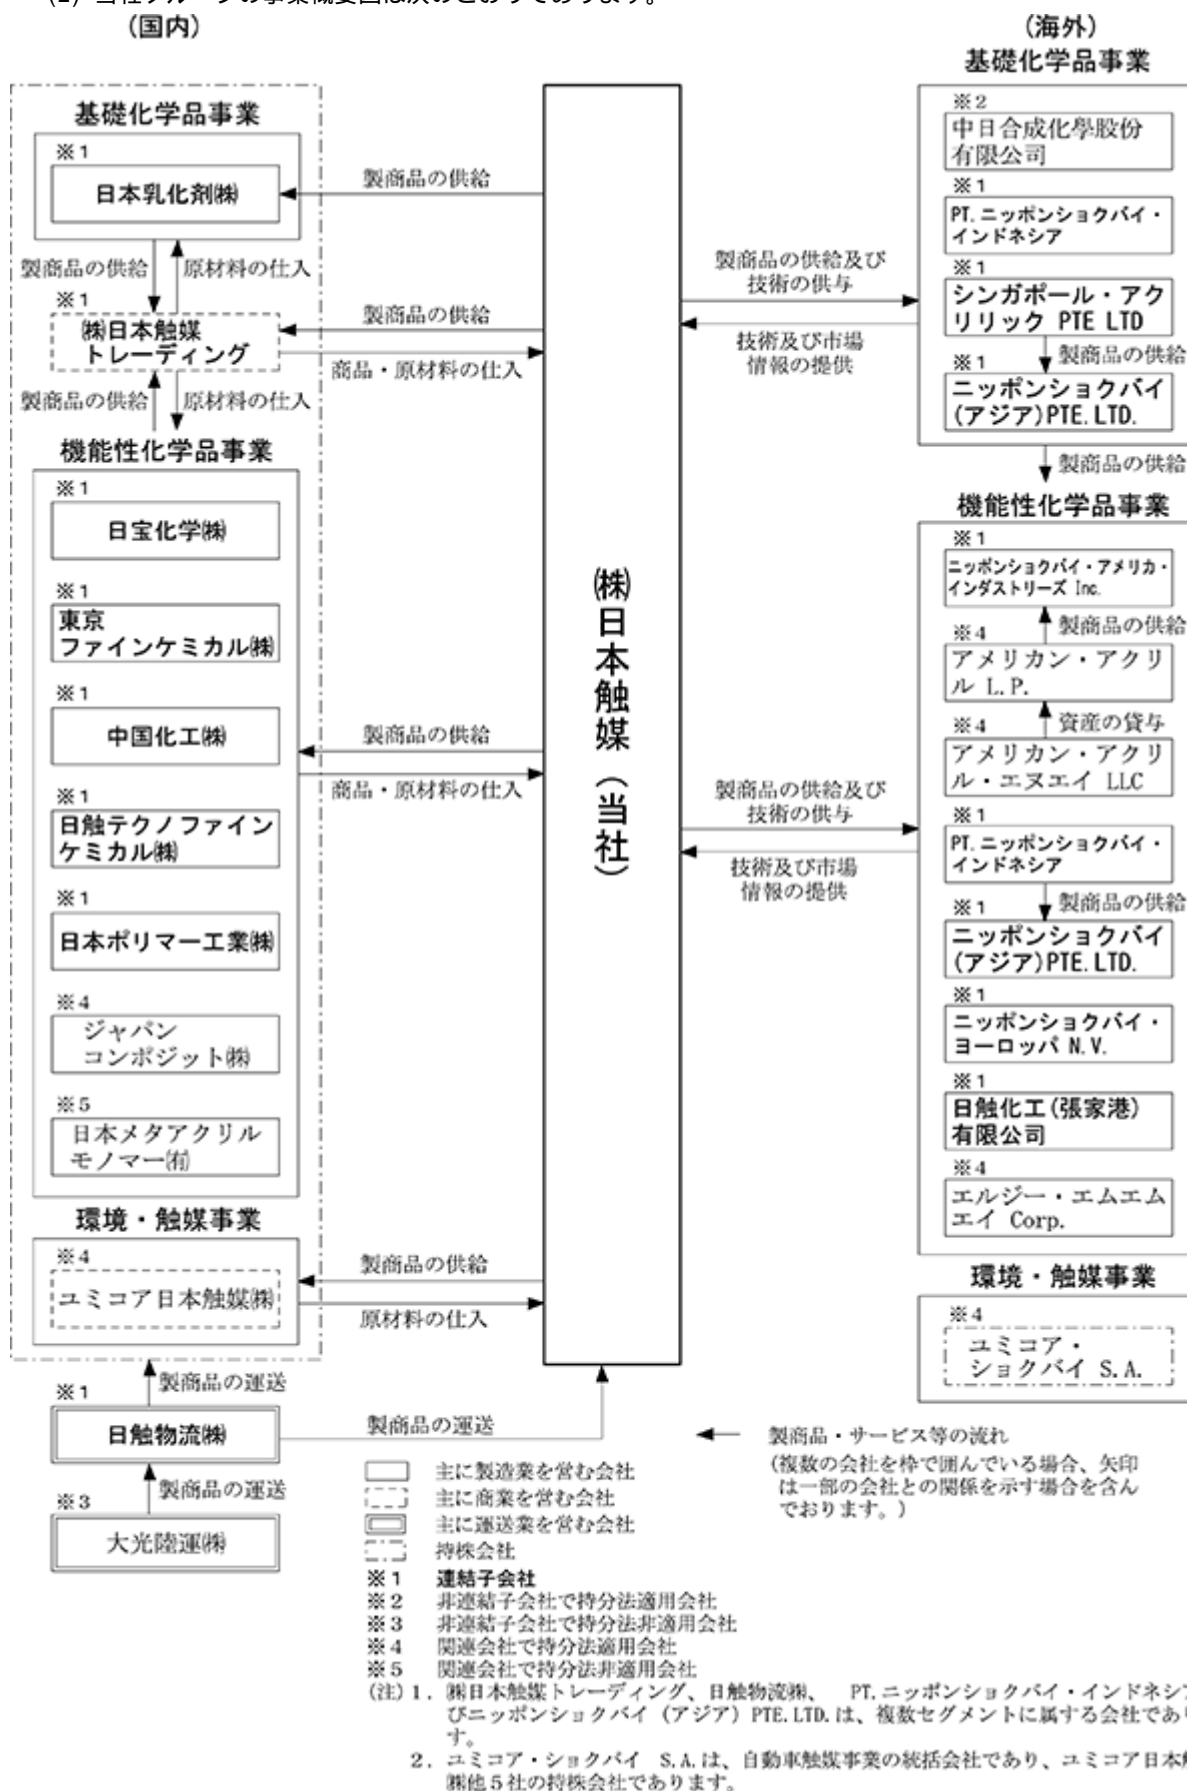 (2) 当社グループの事業概要図は次のとおりであります。
(国内)
基礎化学品事業
※1
日本乳化剤㈱
製商品の供給
原材料の仕入
※1
㈱日本触媒
トレーディング
製商品の供給
原材料の仕入
機能性化学品事業
※1
日宝化学㈱
※1
東京
ファインケミカル㈱
※1
中国化工㈱
※1
日触テクノファイン
ケミカル㈱
※1
日本ポリマー工業㈱
※4
ジャパン
コンポジット㈱
※5
日本メタアクリル
モノマー㈲
環境・触媒事業
※4
ユミコア日本触媒㈱
製商品の運送
※1
日触物流㈱
製商品の運送
※3
大光陸運㈱
製商品の供給
製商品の供給
商品・原材料の仕入
製商品の供給
商品・原材料の仕入
製商品の供給
原材料の仕入
製商品の運送
㈱日本触媒(当社)
製商品の供給及び
技術の供与
技術及び市場
情報の提供
製商品の供給及び
技術の供与
技術及び市場
情報の提供
(海外)
基礎化学品事業
※2
中日合成化學股份
有限公司
※1
PT.ニッポンショクバイ・
インドネシア
※1
シンガポール・アク
リリック PTE LTD
製商品の供給
※1
ニッポンショクバイ
(アジア)PTE.LTD.
製商品の供給
機能性化学品事業
※1
ニッポンショクバイ・アメリカ・
インダストリーズ Inc.
製商品の供給
※4
アメリカン・アクリ
ル L.P.
資産の貸与
※4
アメリカン・アクリ
ル・エヌエイ LLC
※1
PT.ニッポンショクバイ・
インドネシア
製商品の供給
※1
ニッポンショクバイ
(アジア)PTE.LTD.
※1
ニッポンショクバイ・
ヨーロッパ N.V.
※1
日触化工(張家港)
有限公司
※4
エルジー・エムエム
エイ Corp.
環境・触媒事業
※4
ユミコア・
ショクバイ S.A.
製商品・サービス等の流れ
(複数の会社を枠で囲んでいる場合、矢印
は一部の会社との関係を示す場合を含ん
でおります。)
主に製造業を営む会社
主に商業を営む会社
主に運送業を営む会社
持株会社
※1 連結子会社
※2 非連結子会社で持分法適用会社
※3 非連結子会社で持分法非適用会社
※4 関連会社で持分法適用会社
※5 関連会社で持分法非適用会社
(注)1. ㈱日本触媒トレーディング、日触物流㈱、 PT.ニッポンショクバイ・インドネシア
びニッポンショクバイ(アジア)PTE.LTD.は、複数セグメントに属する会社であり
す。
2. ユミコア・ショクバイ S.A.は、自動車触媒事業の統括会社であり、ユミコア日本
㈱他5社の持株会社であります。